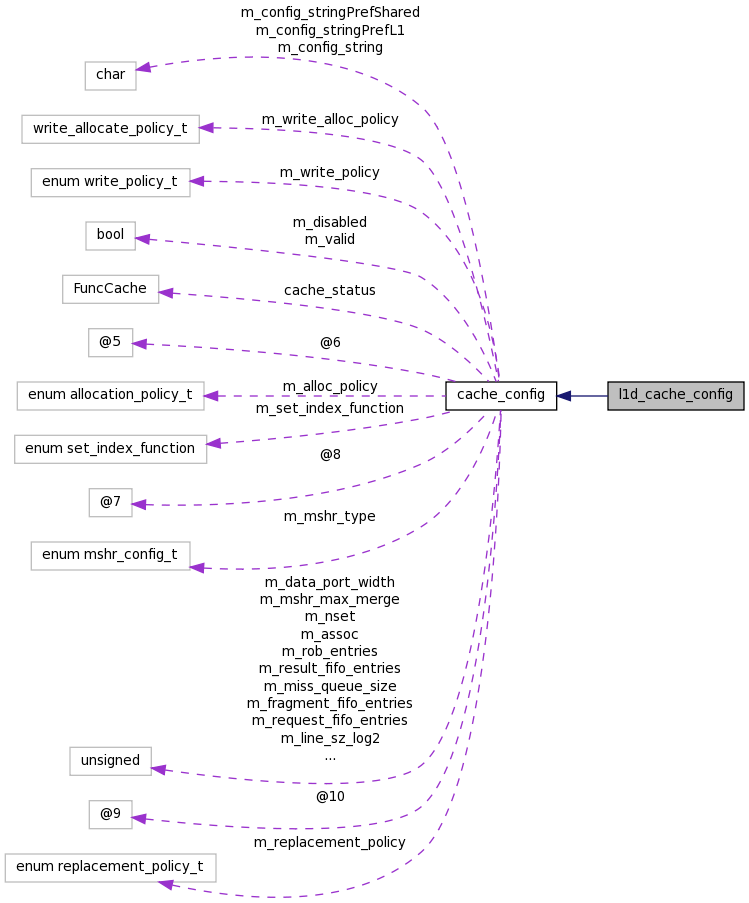 m_config_stringPrefShared
m_config_stringPrefL1
m_config_string
char
m_write_alloc_policy
write_allocate_policy_t
m_write_policy
enum write_policy_t
m_disabled
m_valid
bool
cache_status
FuncCache
@6
@5
m_alloc_policy
enum allocation_policy_t
cache_config
l1d_cache_config
m_set_index_function
enum set_index_function
@8
@7
m_mshr_type
enum mshr_config_t
m_data_port_width
m_mshr_max_merge
m_nset
m_assoc
m_rob_entries
m_result_fifo_entries
m_miss_queue_size
m_fragment_fifo_entries
m_request_fifo_entries
m_line_sz_log2
...
unsigned
@10
@9
m_replacement_policy
enum replacement_policy_t